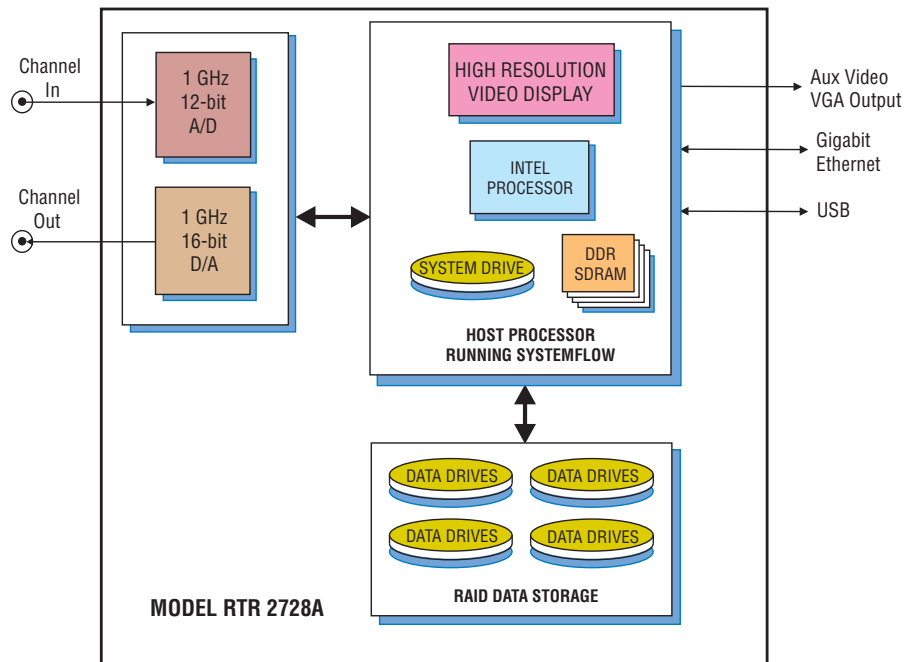 Channel
In
1 GHz
12-bit
A/D
Channel
Out
1 GHz
16-bit
D/A
HIGH RESOLUTION
VIDEO DISPLAY
INTEL
PROCESSOR
SYSTEM DRIVE
DDR
SDRAM
HOST PROCESSOR
RUNNING SYSTEMFLOW
Aux Video
VGA Output
Gigabit
Ethernet
USB
DATA DRIVES
DATA DRIVES
DATA DRIVES
DATA DRIVES
RAID DATA STORAGE
MODEL RTR 2728A